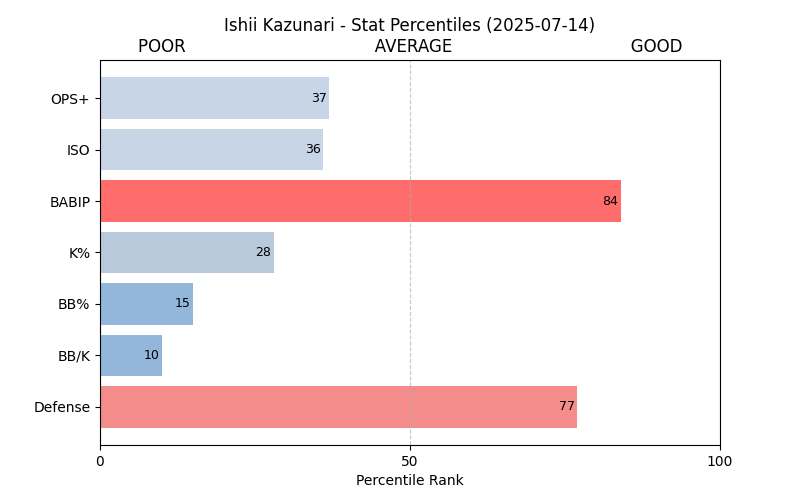 Ishii Kazunari - Stat Percentiles (2025-07-14)
POOR AVERAGE GOOD
OPS+ 37
ISO 36
BABIP 84
K% 28
BB% 15
BB/K 10
Defense 77
0 50 100
Percentile Rank